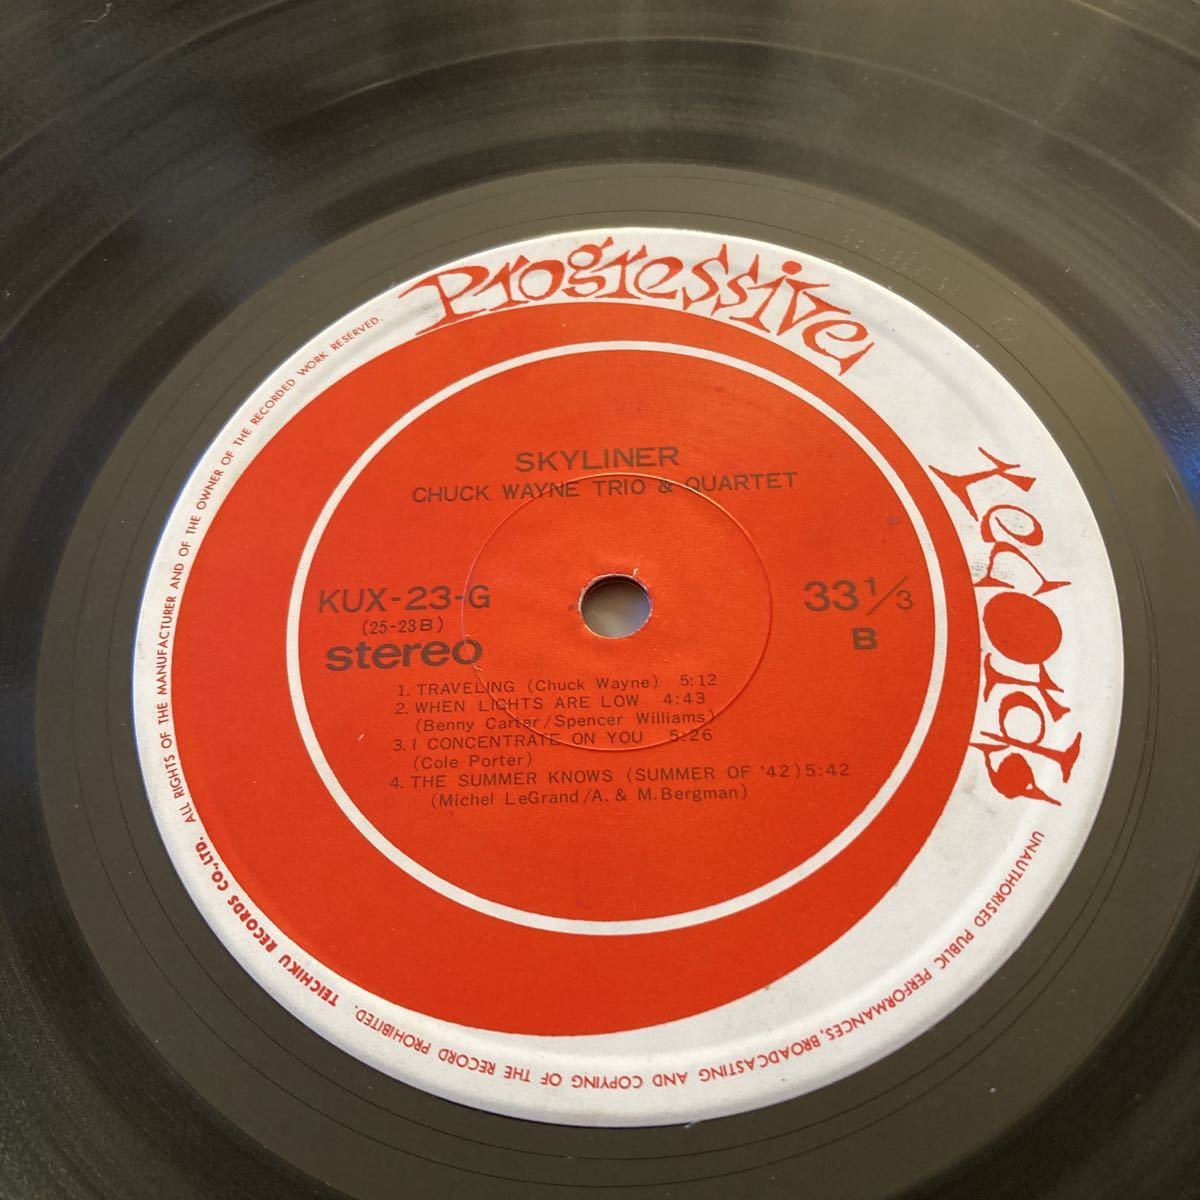 Progressive
records
SKYLINER
CHUCK WAYNE TRIO & QUARTET
KUX-23-G
(25-23B)
stereo
33 1/3
B
1. TRAVELING (Chuck Wayne) 5:12
2. WHEN LIGHTS ARE LOW 4:43
(Benny Carter/Spencer Williams)
3. I CONCENTRATE ON YOU 5:26
(Cole Porter)
4. THE SUMMER KNOWS (SUMMER OF '42) 5:42
(Michel LeGrand/A. & M. Bergman)
TEICHIKU RECORDS CO.,LTD. ALL RIGHTS OF THE MANUFACTURER AND OF THE OWNER OF THE RECORDED WORK RESERVED.
UNAUTHORISED PUBLIC PERFORMANCES, BROADCASTING AND COPYING OF THE RECORD PROHIBITED.